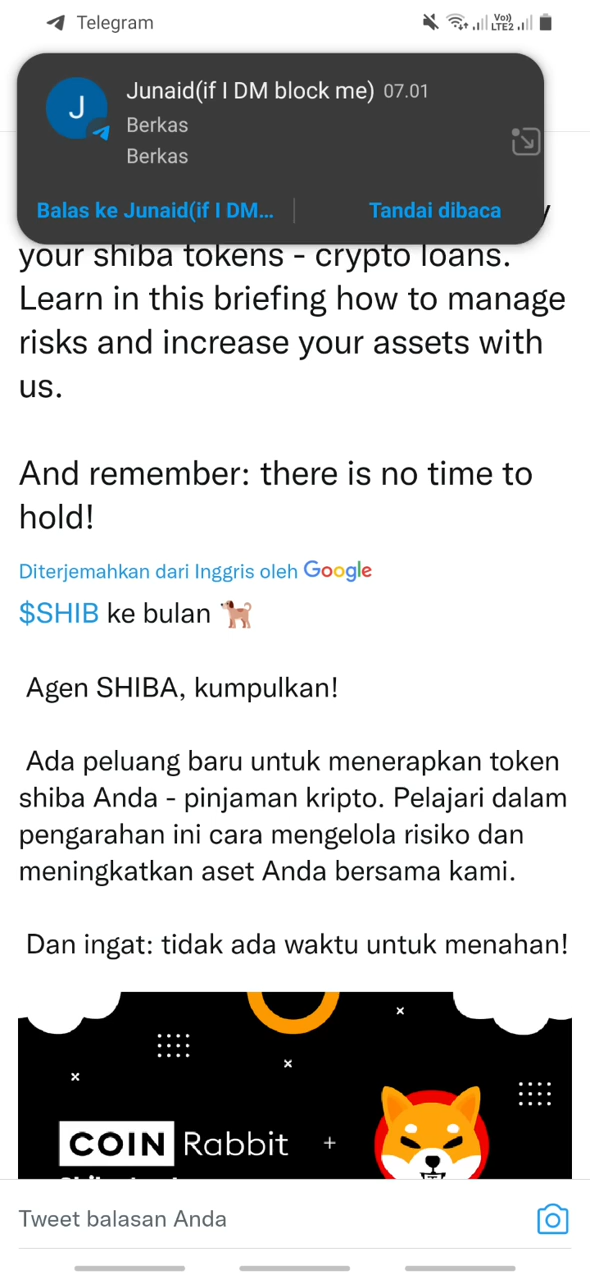 Telegram
Vo))
LTE2
J
Junaid(if I DM block me) 07.01
Berkas
Berkas
Balas ke Junaid(if I DM...
Tandai dibaca
your shiba tokens - crypto loans.
Learn in this briefing how to manage
risks and increase your assets with
us.
And remember: there is no time to
hold!
Diterjemahkan dari Inggris oleh Google
$SHIB ke bulan
Agen SHIBA, kumpulkan!
Ada peluang baru untuk menerapkan token
shiba Anda - pinjaman kripto. Pelajari dalam
pengarahan ini cara mengelola risiko dan
meningkatkan aset Anda bersama kami.
Dan ingat: tidak ada waktu untuk menahan!
COIN Rabbit +
Tweet balasan Anda